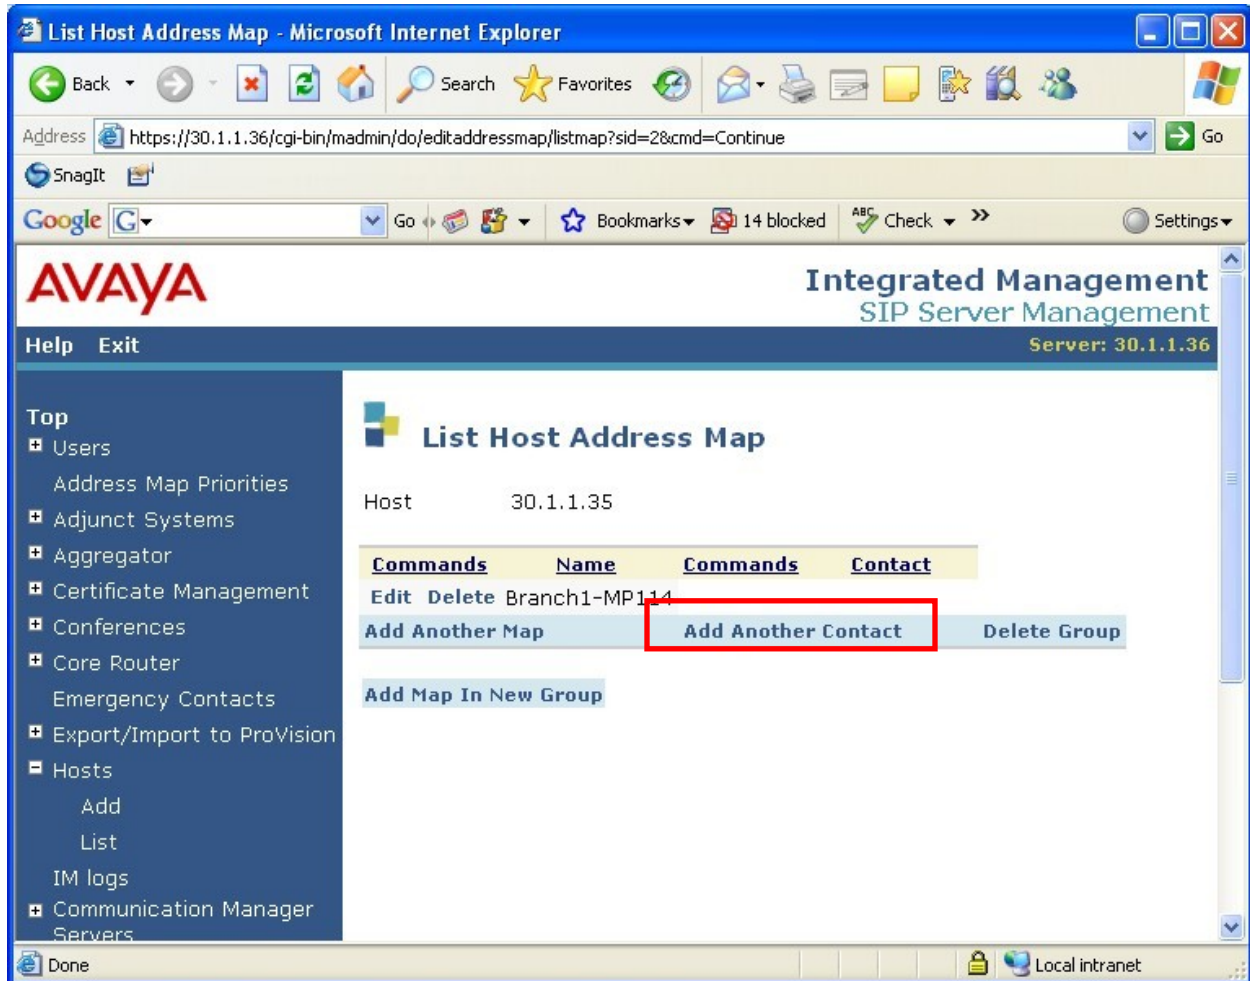 List Host Address Map - Microsoft Internet Explorer
Back Search Favorites
Address https://30.1.1.36/cgi-bin/madmin/do/editaddressmap/listmap?sid=2&cmd=Continue Go
SnagIt
Google G Go Bookmarks 14 blocked ABC Check » Settings
AVAYA
Integrated Management
SIP Server Management
Help Exit Server: 30.1.1.36
Top
Users
Address Map Priorities
Adjunct Systems
Aggregator
Certificate Management
Conferences
Core Router
Emergency Contacts
Export/Import to ProVision
Hosts
Add
List
IM logs
Communication Manager
Servers
List Host Address Map
Host 30.1.1.35
Commands Name Commands Contact
Edit Delete Branch1-MP114
Add Another Map Add Another Contact Delete Group
Add Map In New Group
Done Local intranet